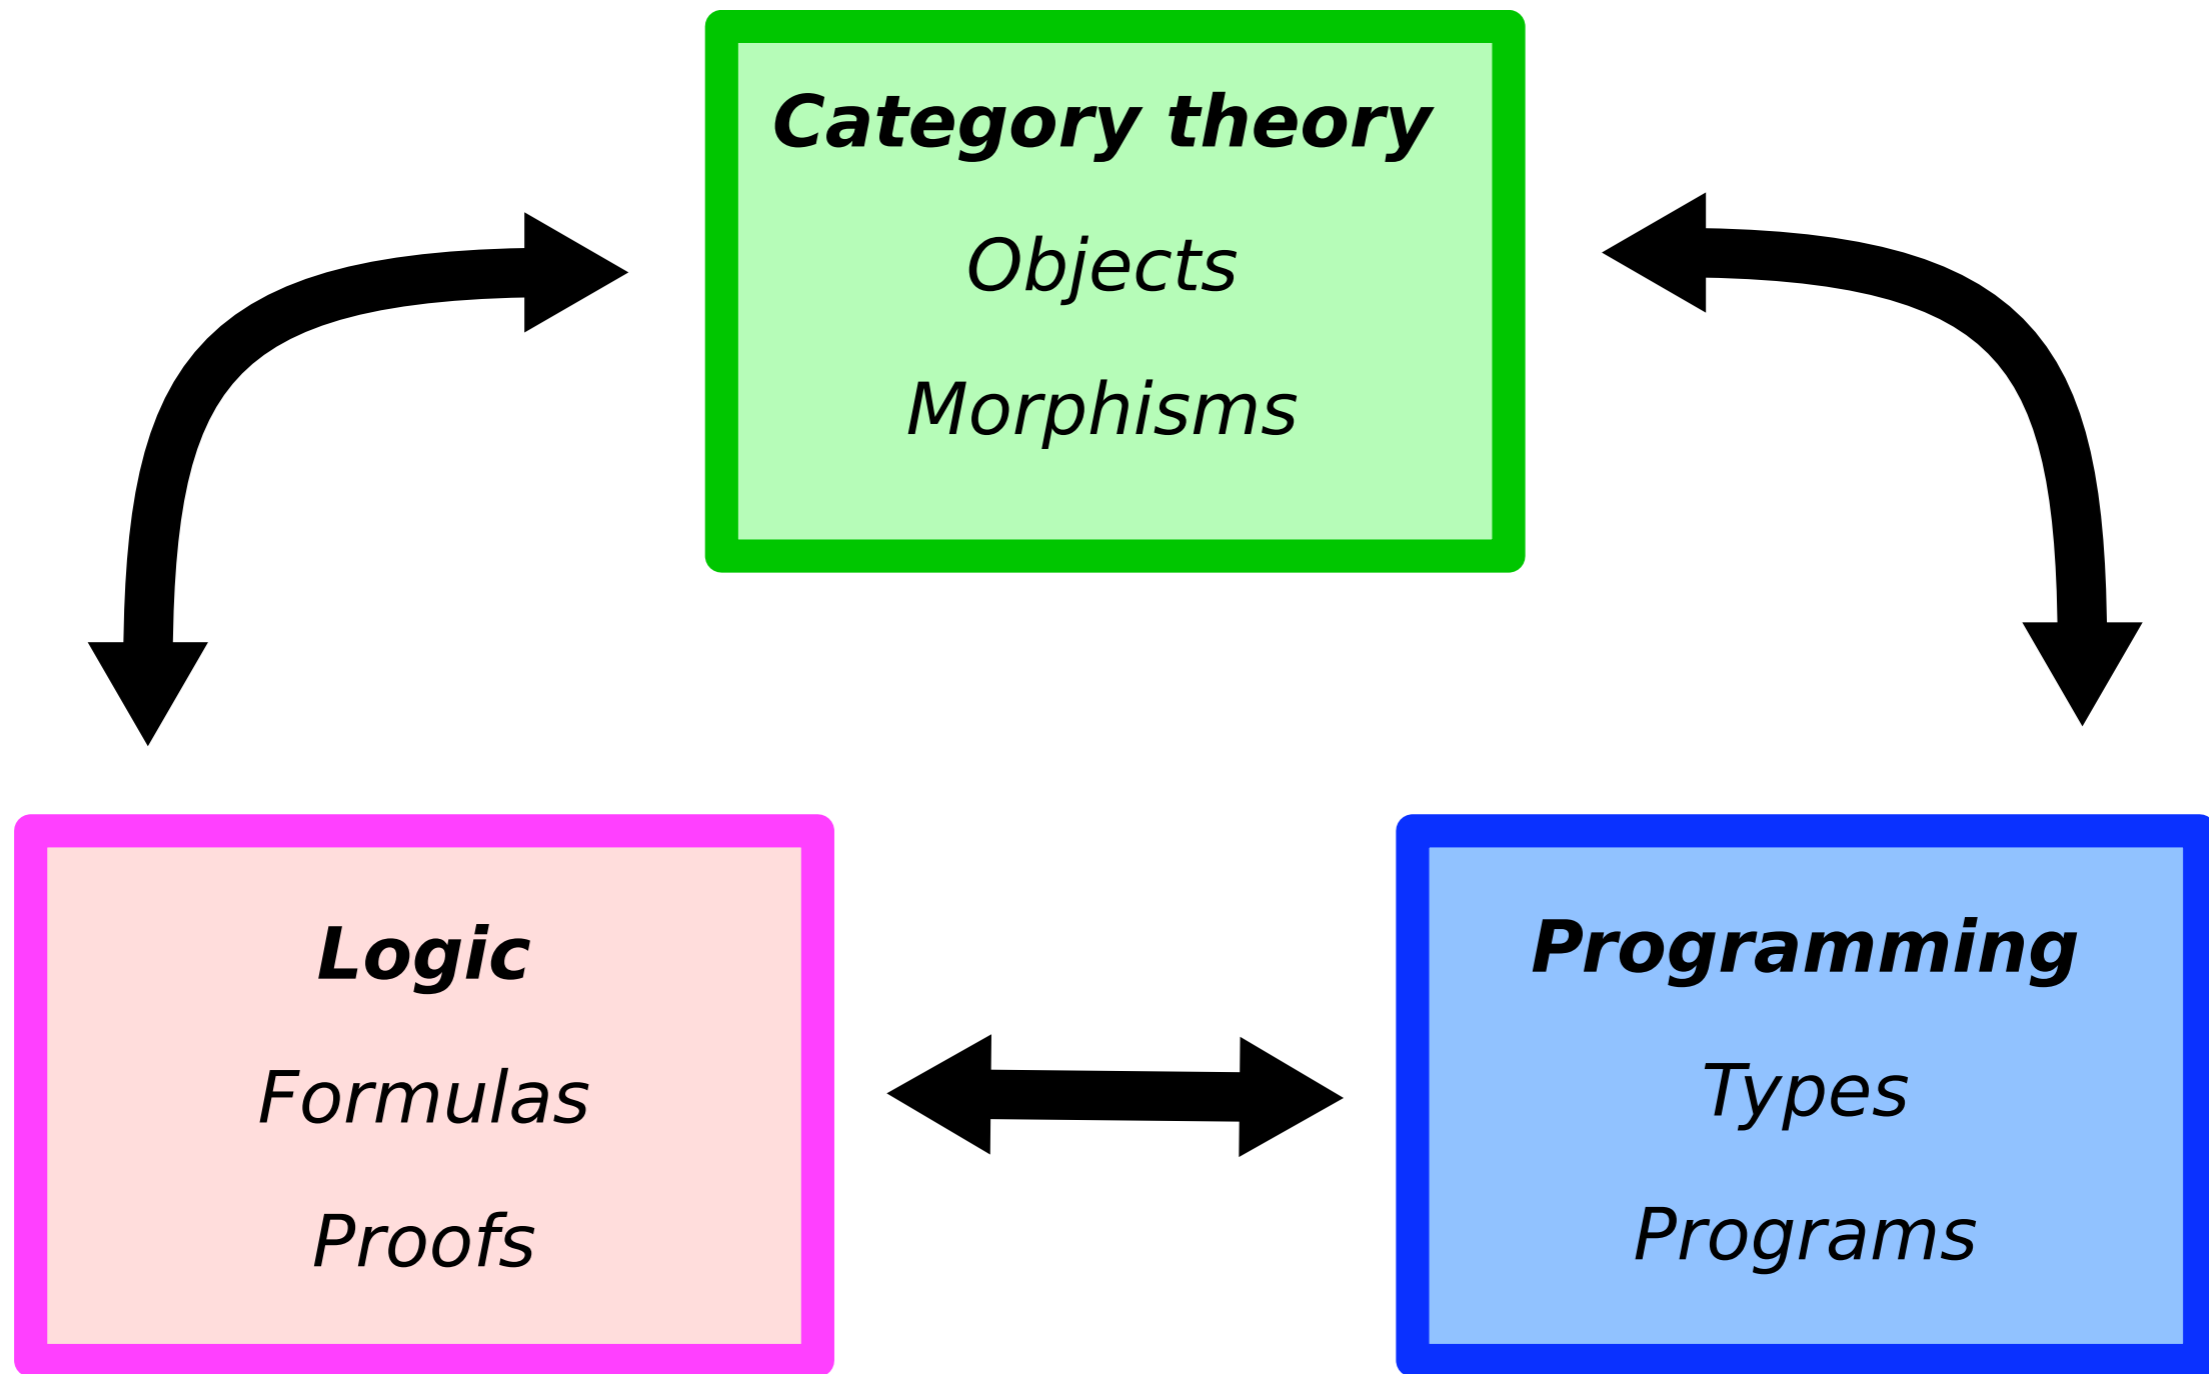 Category theory
Objects
Morphisms
Logic
Formulas
Proofs
Programming
Types
Programs